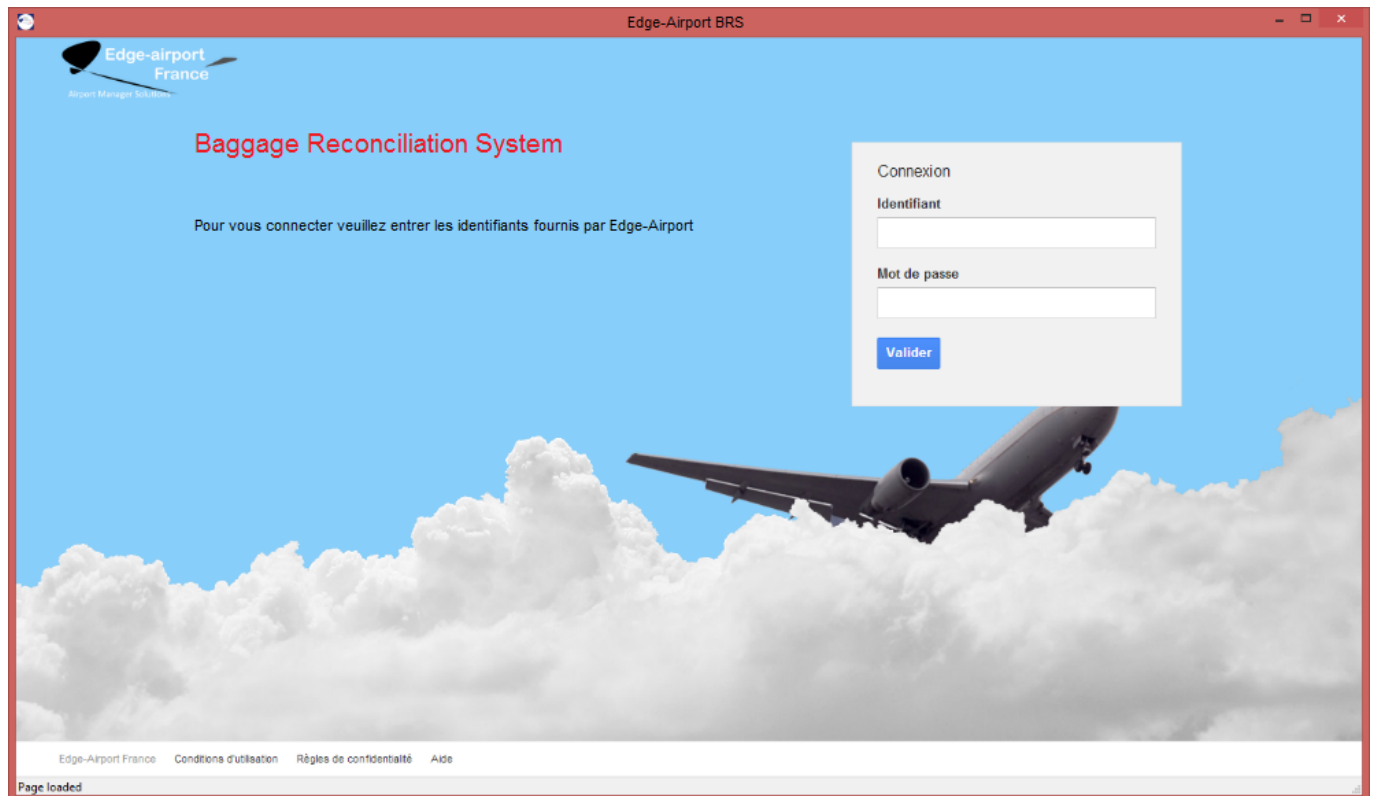 Edge-Airport BRS
Edge-airport
France
Airport Manager Solutions
Baggage Reconciliation System
Pour vous connecter veuillez entrer les identifiants fournis par Edge-Airport
Connexion
Identifiant
Mot de passe
Valider
Edge-Airport France Conditions d'utilisation Règles de confidentialité Aide
Page loaded